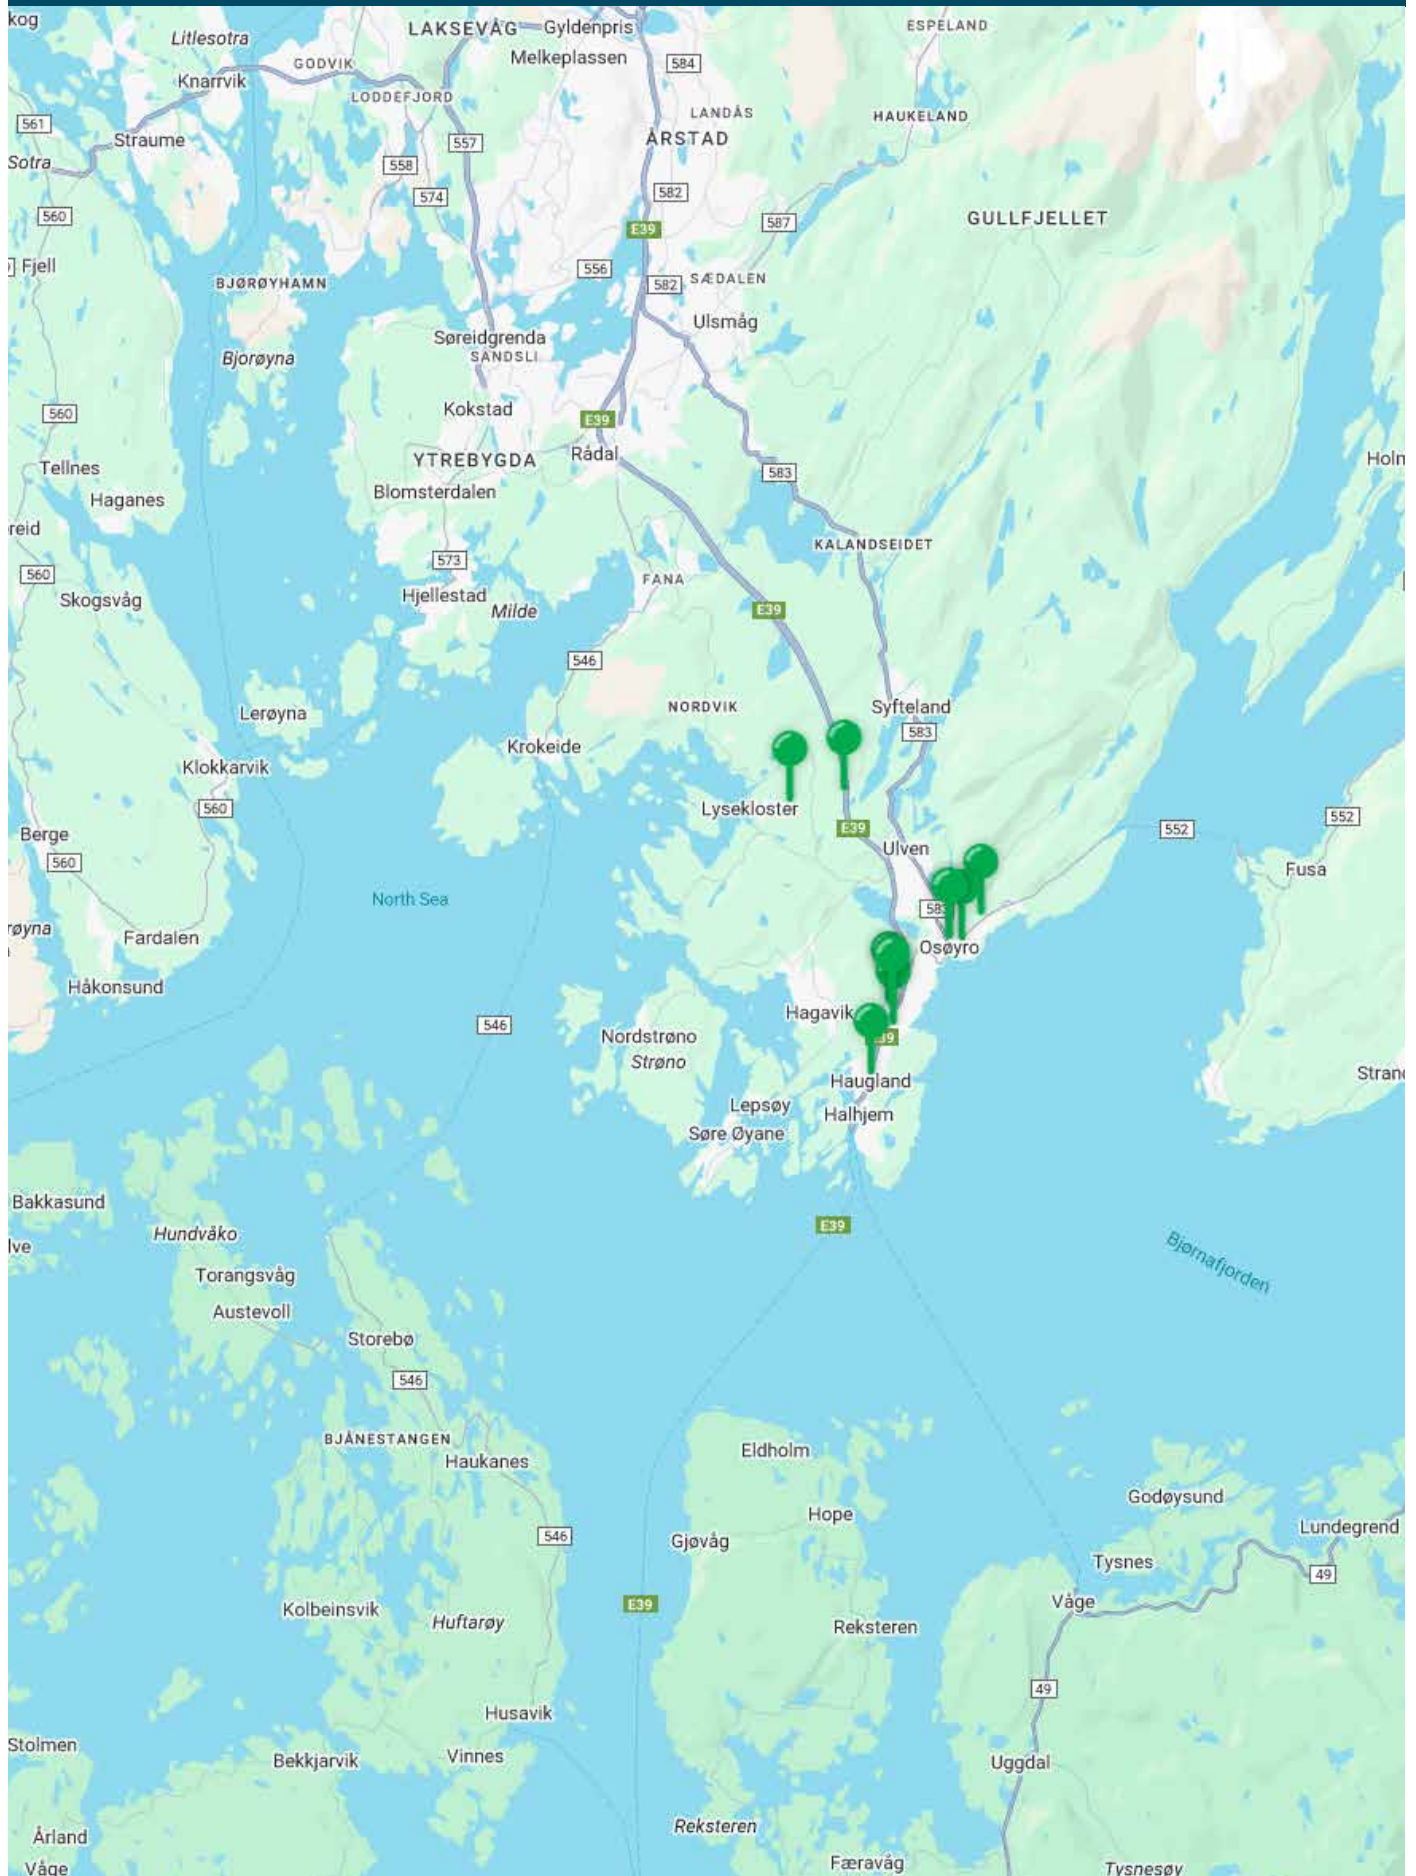 kog
LAKSEVÅG
Gyldenpris
ESPELAND
Litlesotra
Melkeplassen
584
GODVIK
Knarrvik
LODDEFJORD
LANDÅS
HAUKELAND
561
ÅRSTAD
Straume
557
Sotra
558
582
574
560
587
GULLFJELLET
E39
Fjell
556
SÆDALEN
BJØRØYHAMN
582
Ulsmåg
Søreidgrenda
SANDSLI
Bjorøyna
Kokstad
560
E39
Rådal
YTREBYGDA
Holm
Tellnes
583
Blomsterdalen
Haganes
reid
KALANDSEIDET
573
560
FANA
Hjellestad
Skogsvåg
Milde
E39
546
NORDVIK
Syfteland
Lerøyna
583
Krokeide
Klokkarvik
560
Lysekloster
552
E39
552
Berge
Ulven
560
Fusa
North Sea
583
røyna
Fardalen
Osøyro
Håkonsund
Hagavik
546
Nordstrøno
E39
Strøno
Strand
Haugland
Lepsøy
Halhjem
Søre Øyane
Bakkasund
E39
Hundvåko
lve
Bjørnafjorden
Torangsvåg
Austevoll
Storebø
546
BJÅNESTANGEN
Eldholm
Haukanes
Godøysund
Hope
Lundegrend
546
Gjøvåg
Tysnes
49
Våge
E39
Kolbeinsvik
Huftarøy
Reksteren
49
Husavik
Stolmen
Vinnes
Bekkjarvik
Uggdal
Reksteren
Årland
Færavåg
Våge
Tysnesøy